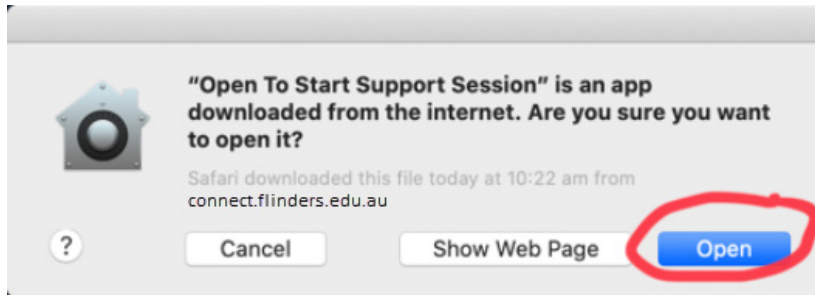 “Open To Start Support Session” is an app
downloaded from the internet. Are you sure you want
to open it?
Safari downloaded this file today at 10:22 am from
connect.flinders.edu.au
?
Cancel
Show Web Page
Open